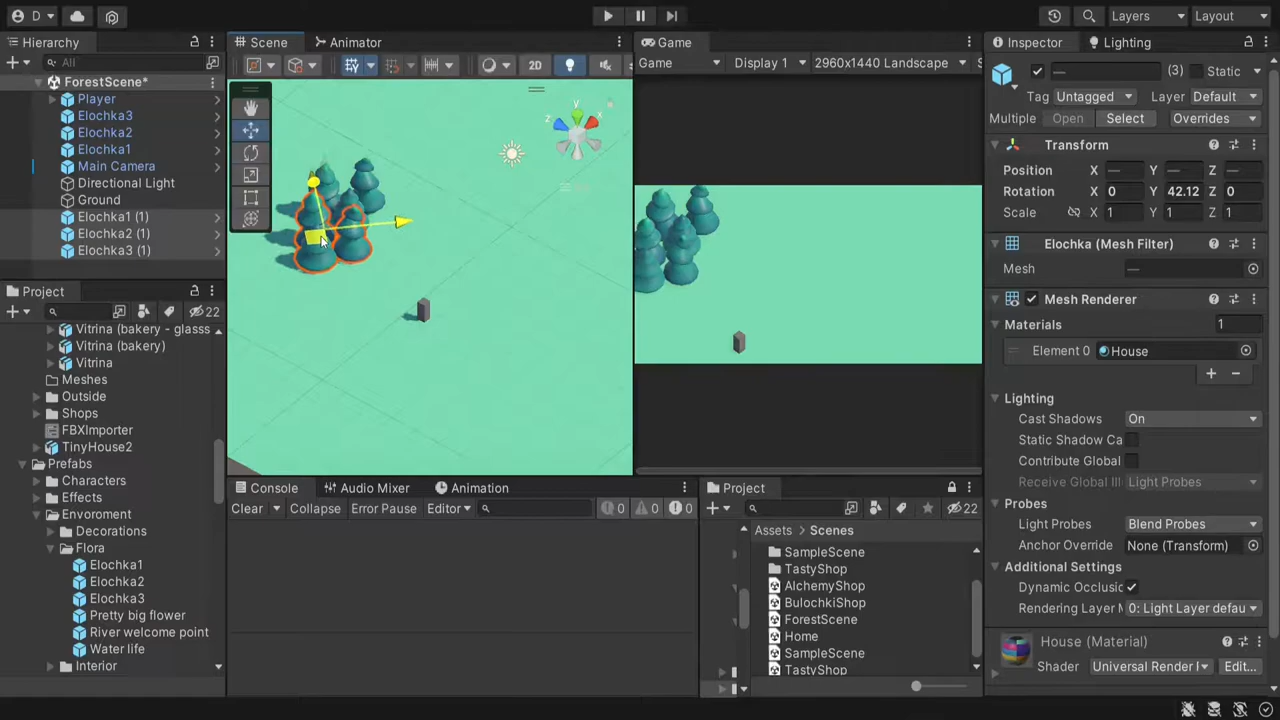 D
Layers
Layout
Hierarchy
All
ForestScene*
Player
Elochka3
Elochka2
Elochka1
Main Camera
Directional Light
Ground
Elochka1 (1)
Elochka2 (1)
Elochka3 (1)
Project
22
Vitrina (bakery - glasss
Vitrina (bakery)
Vitrina
Meshes
Outside
Shops
FBXImporter
TinyHouse2
Prefabs
Characters
Effects
Envoroment
Decorations
Flora
Elochka1
Elochka2
Elochka3
Pretty big flower
River welcome point
Water life
Interior
Scene
Animator
2D
y
x
z
Game
Game
Display 1
2960x1440 Landscape
Console
Audio Mixer
Animation
Clear
Collapse
Error Pause
Editor
0
0
0
Project
22
Assets
Scenes
SampleScene
TastyShop
AlchemyShop
BulochkiShop
ForestScene
Home
SampleScene
TastyShop
Inspector
Lighting
—
(3)
Static
Tag Untagged
Layer Default
Multiple Open Select Overrides
Transform
Position X — Y — Z —
Rotation X 0 Y 42.12 Z 0
Scale X 1 Y 1 Z 1
Elochka (Mesh Filter)
Mesh —
Mesh Renderer
Materials 1
Element 0 House
Lighting
Cast Shadows On
Static Shadow Ca
Contribute Global
Receive Global Ill Light Probes
Probes
Light Probes Blend Probes
Anchor Override None (Transform)
Additional Settings
Dynamic Occlusic
Rendering Layer M 0: Light Layer defau
House (Material)
Shader Universal Render F Edit...